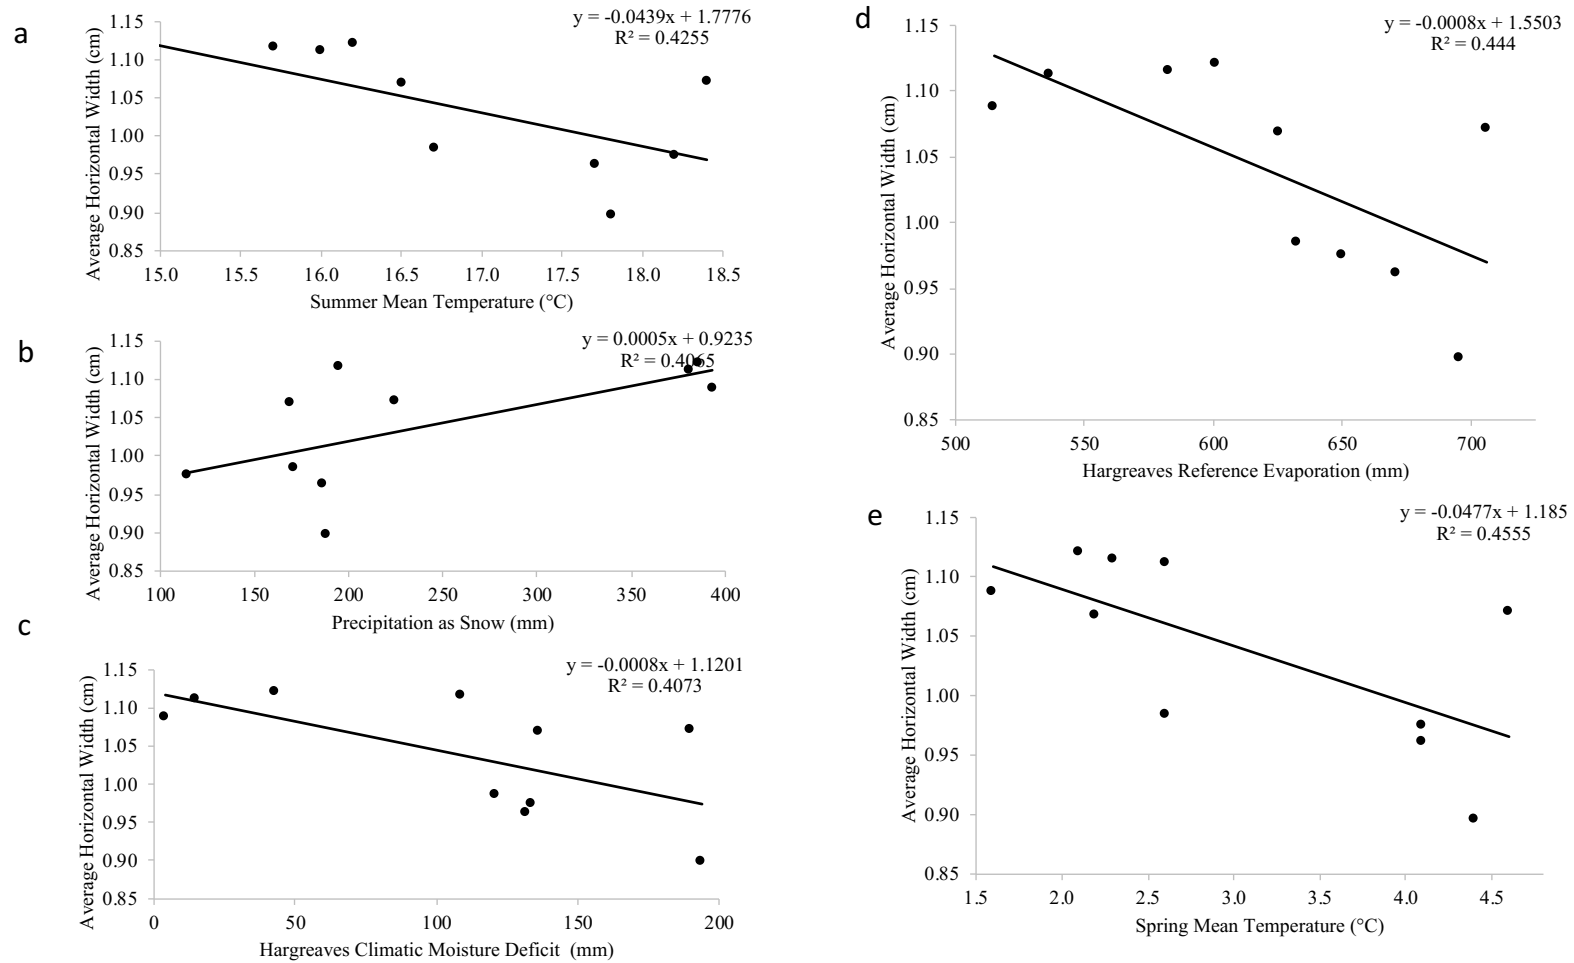 a
y = -0.0439x + 1.7776
R² = 0.4255
Average Horizontal Width (cm)
1.15
1.10
1.05
1.00
0.95
0.90
0.85
15.0 15.5 16.0 16.5 17.0 17.5 18.0 18.5
Summer Mean Temperature (°C)
b
y = 0.0005x + 0.9235
R² = 0.4065
Average Horizontal Width (cm)
1.15
1.10
1.05
1.00
0.95
0.90
0.85
100 150 200 250 300 350 400
Precipitation as Snow (mm)
c
y = -0.0008x + 1.1201
R² = 0.4073
Average Horizontal Width (cm)
1.15
1.10
1.05
1.00
0.95
0.90
0.85
0 50 100 150 200
Hargreaves Climatic Moisture Deficit (mm)
d
y = -0.0008x + 1.5503
R² = 0.444
Average Horizontal Width (cm)
1.15
1.10
1.05
1.00
0.95
0.90
0.85
500 550 600 650 700
Hargreaves Reference Evaporation (mm)
e
y = -0.0477x + 1.185
R² = 0.4555
Average Horizontal Width (cm)
1.15
1.10
1.05
1.00
0.95
0.90
0.85
1.5 2.0 2.5 3.0 3.5 4.0 4.5
Spring Mean Temperature (°C)